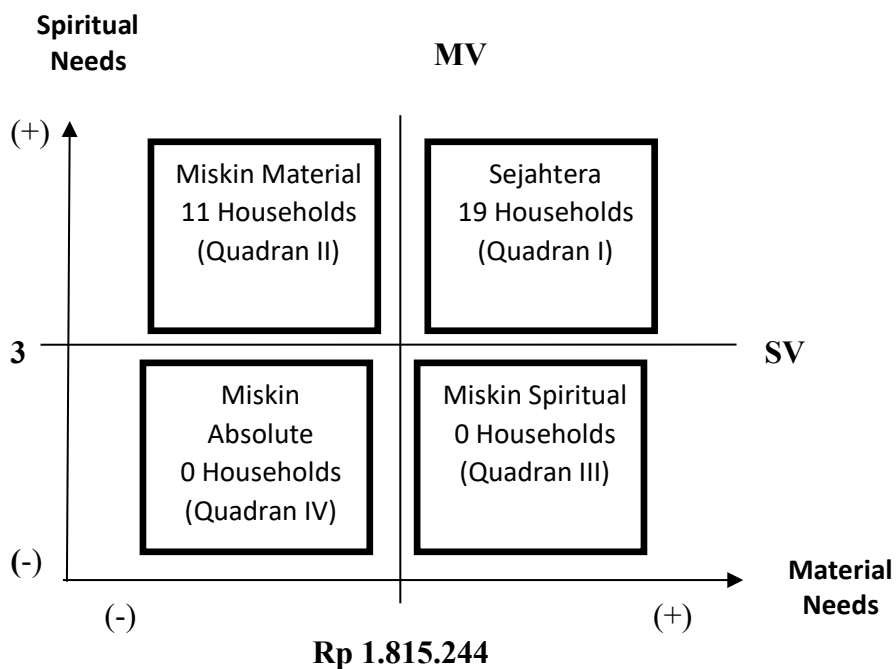 Spiritual
Needs
MV
(+)
Miskin Material
11 Households
(Quadran II)
Sejahtera
19 Households
(Quadran I)
3
SV
Miskin
Absolute
0 Households
(Quadran IV)
Miskin Spiritual
0 Households
(Quadran III)
(-)
Material
Needs
(-)
(+)
Rp 1.815.244